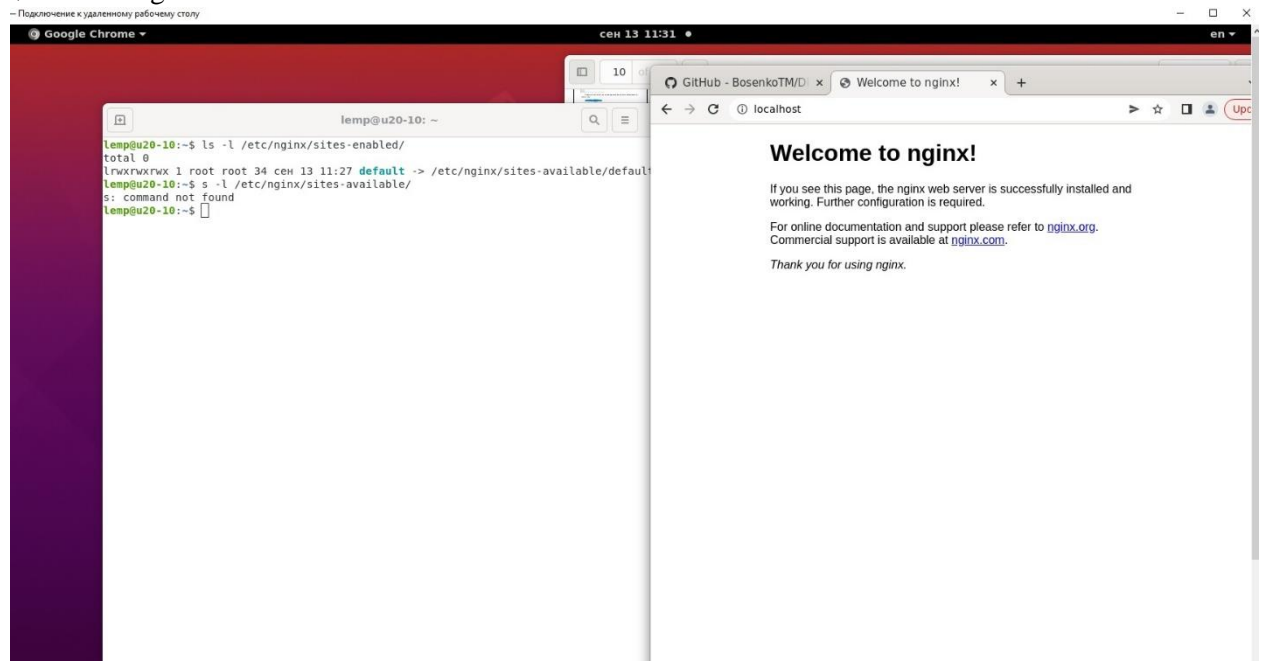 – Подключение к удаленному рабочему столу
Google Chrome
сен 13 11:31
en
10
GitHub - BosenkoTM/D
Welcome to nginx!
localhost
Upc
lemp@u20-10: ~
lemp@u20-10:~$ ls -l /etc/nginx/sites-enabled/
total 0
lrwxrwxrwx 1 root root 34 сен 13 11:27 default -> /etc/nginx/sites-available/default
lemp@u20-10:~$ s -l /etc/nginx/sites-available/
s: command not found
lemp@u20-10:~$
Welcome to nginx!
If you see this page, the nginx web server is successfully installed and
working. Further configuration is required.
For online documentation and support please refer to nginx.org.
Commercial support is available at nginx.com.
Thank you for using nginx.